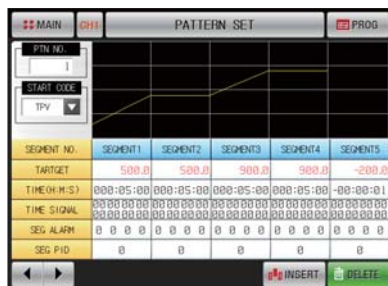 MAIN CH1 PATTERN SET PROG
PTN NO.
1
START CODE
TPV
SEGMENT NO. SEGMENT1 SEGMENT2 SEGMENT3 SEGMENT4 SEGMENT5
TARTGET 500.0 500.0 900.0 900.0 -200.0
TIME(H:M:S) 000:05:00 000:05:00 000:05:00 000:05:00 -00:00:01
TIME SIGNAL
SEG ALARM 0 0 0 0 0 0 0 0 0 0 0 0 0 0 0 0 0 0 0 0
SEG PID 0 0 0 0 0
INSERT DELETE